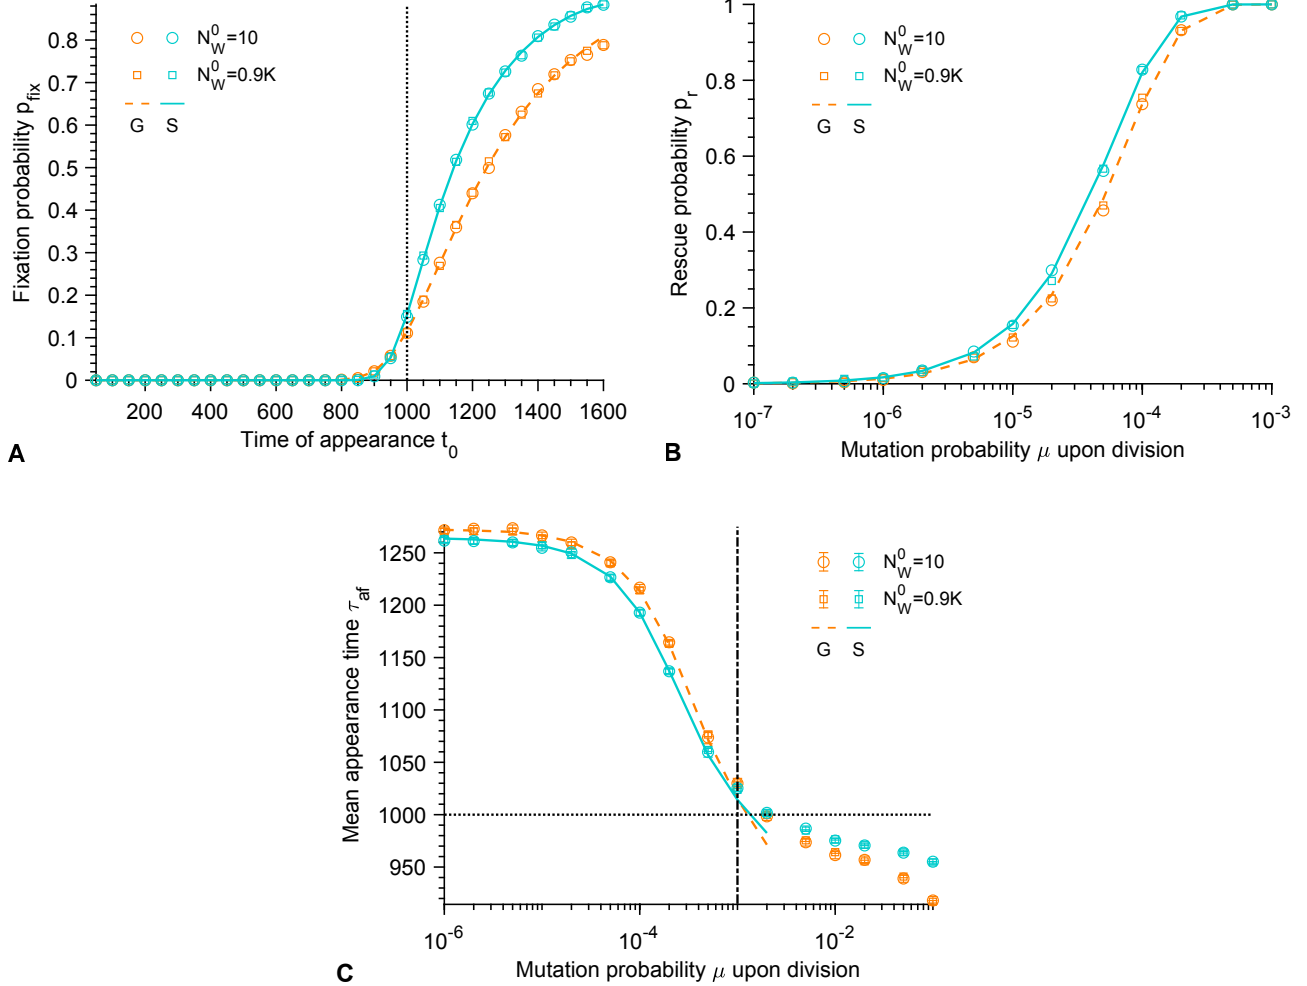 Fixation probability p_fix
0.8
0.7
0.6
0.5
0.4
0.3
0.2
0.1
0
N_W^0=10
N_W^0=0.9K
G S
200 400 600 800 1000 1200 1400 1600
Time of appearance t_0
A
Rescue probability p_r
1
0.8
0.6
0.4
0.2
0
N_W^0=10
N_W^0=0.9K
G S
10^-7 10^-6 10^-5 10^-4 10^-3
Mutation probability μ upon division
B
Mean appearance time τ_af
1250
1200
1150
1100
1050
1000
950
N_W^0=10
N_W^0=0.9K
G S
10^-6 10^-4 10^-2
Mutation probability μ upon division
C